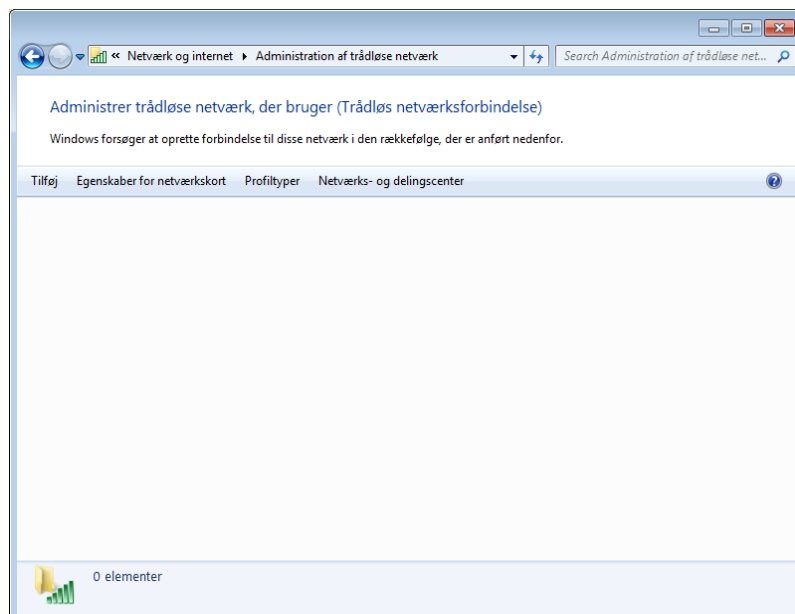 « Netværk og internet Administration af trådløse netværk Search Administration af trådløse net...
Administrer trådløse netværk, der bruger (Trådløs netværksforbindelse)
Windows forsøger at oprette forbindelse til disse netværk i den rækkefølge, der er anført nedenfor.
Tilføj Egenskaber for netværkskort Profiltyper Netværks- og delingscenter ?
0 elementer